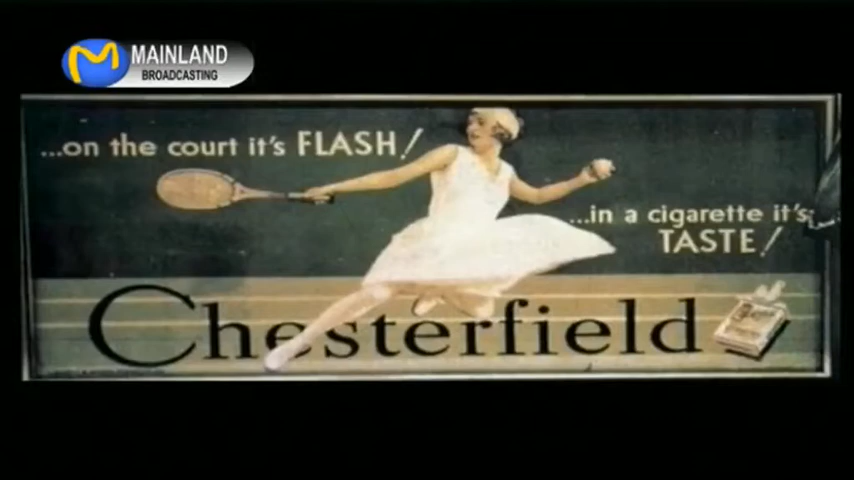 MAINLAND
BROADCASTING
...on the court it's FLASH!
...in a cigarette it's
TASTE!
Chesterfield